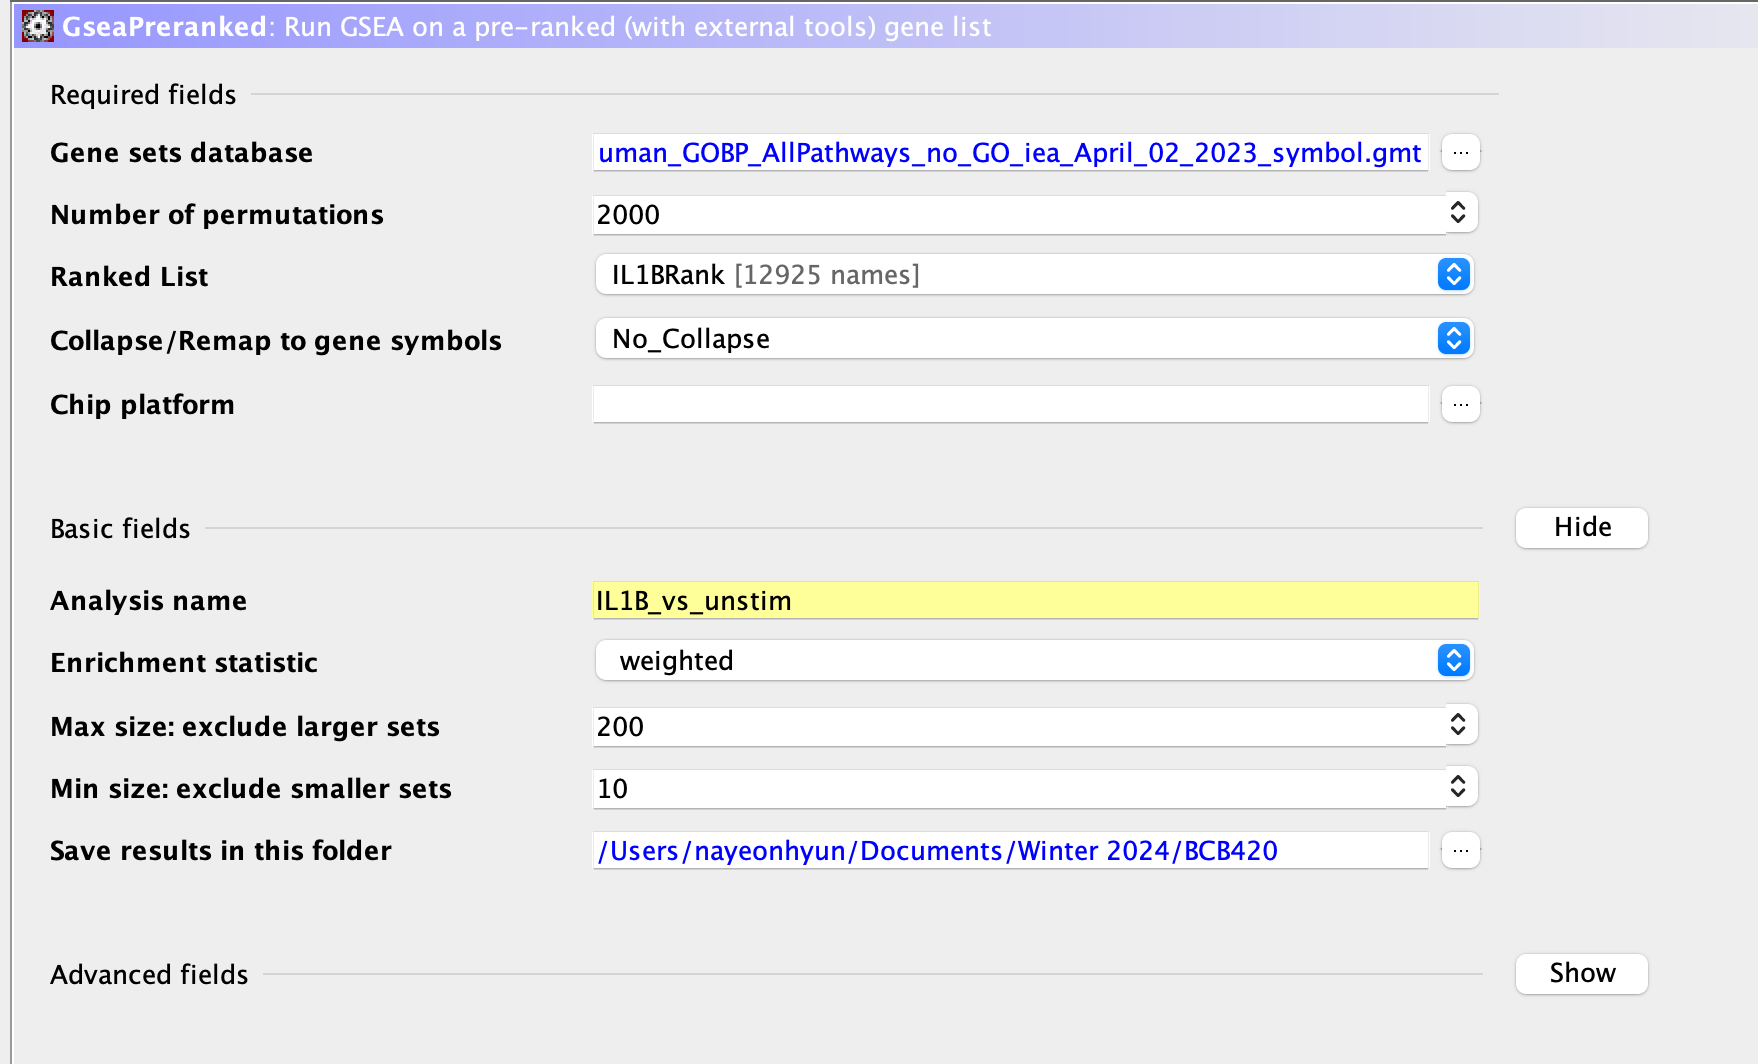 GseaPreranked: Run GSEA on a pre-ranked (with external tools) gene list
Required fields
Gene sets database uman_GOBP_AllPathways_no_GO_iea_April_02_2023_symbol.gmt ...
Number of permutations 2000
Ranked List IL1BRank [12925 names]
Collapse/Remap to gene symbols No_Collapse
Chip platform ...
Basic fields Hide
Analysis name IL1B_vs_unstim
Enrichment statistic weighted
Max size: exclude larger sets 200
Min size: exclude smaller sets 10
Save results in this folder /Users/nayeonhyun/Documents/Winter 2024/BCB420 ...
Advanced fields Show